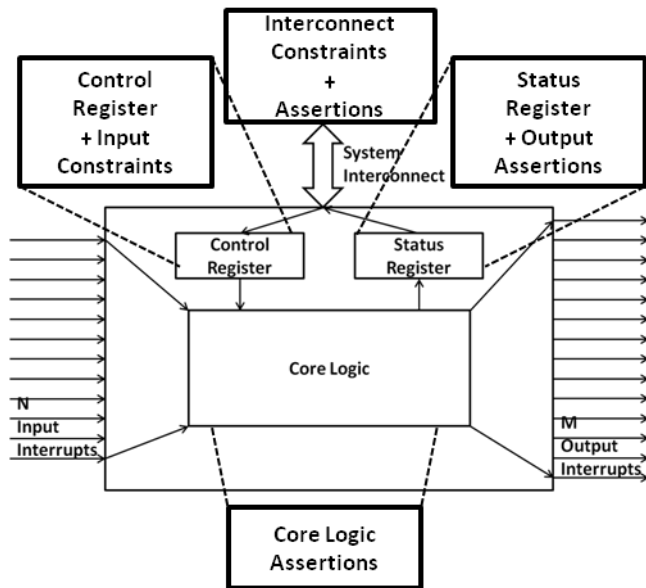 Interconnect
Constraints
+
Assertions
Control
Register
+ Input
Constraints
Status
Register
+ Output
Assertions
System
Interconnect
Control
Register
Status
Register
Core Logic
N
Input
Interrupts
M
Output
Interrupts
Core Logic
Assertions